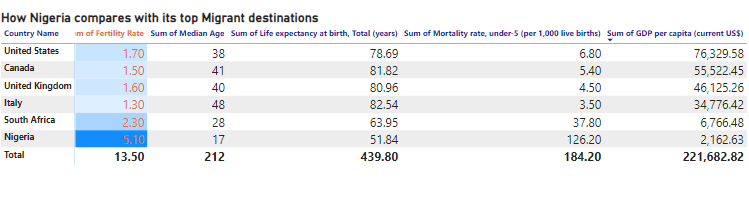 How Nigeria compares with its top Migrant destinations
Country Name m of Fertility Rate Sum of Median Age Sum of Life expectancy at birth, Total (years) Sum of Mortality rate, under-5 (per 1,000 live births) Sum of GDP per capita (current US$)
United States 1.70 38 78.69 6.80 76,329.58
Canada 1.50 41 81.82 5.40 55,522.45
United Kingdom 1.60 40 80.96 4.50 46,125.26
Italy 1.30 48 82.54 3.50 34,776.42
South Africa 2.30 28 63.95 37.80 6,766.48
Nigeria 5.10 17 51.84 126.20 2,162.63
Total 13.50 212 439.80 184.20 221,682.82